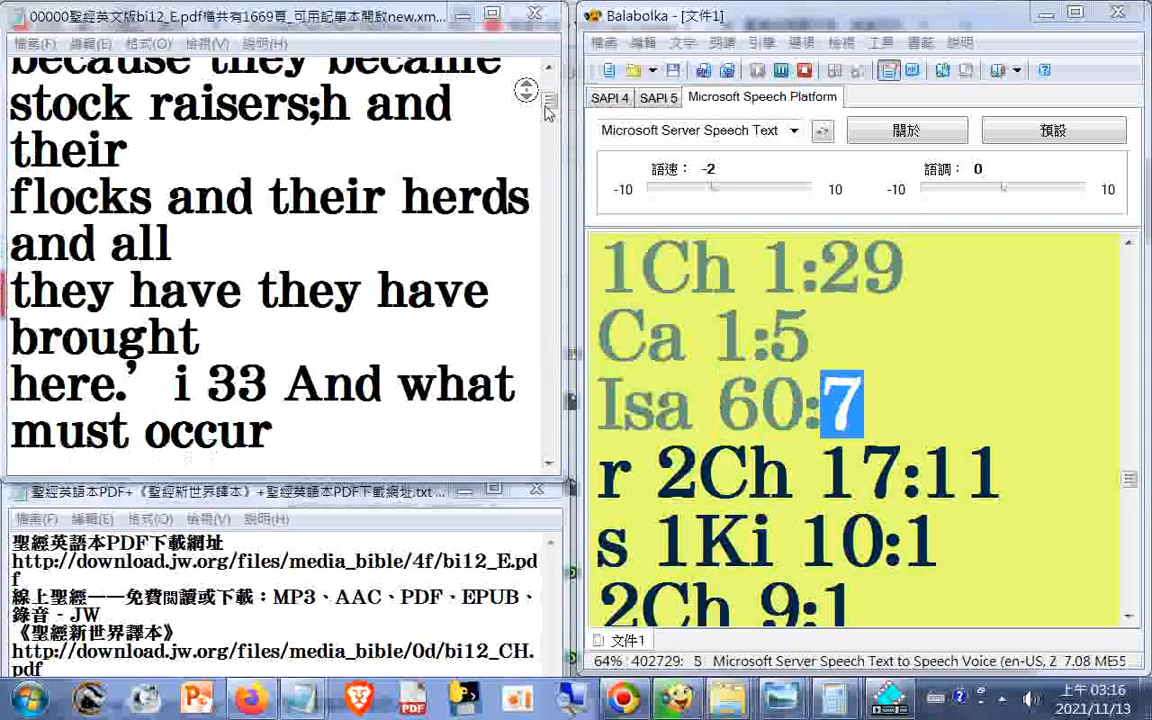 00000聖經英文版bi12_E.pdf檔共有1669頁_可用記事本開啟new.xm...
檔案(F) 編輯(E) 格式(O) 檢視(V) 說明(H)
because they became
stock raisers;h and
their
flocks and their herds
and all
they have they have
brought
here.’ i 33 And what
must occur
聖經英語本PDF+《聖經新世界譯本》+聖經英語本PDF下載網址.txt ...
檔案(F) 編輯(E) 格式(O) 檢視(V) 說明(H)
聖經英語本PDF下載網址
http://download.jw.org/files/media_bible/4f/bi12_E.pd
f
線上聖經——免費閱讀或下載：MP3、AAC、PDF、EPUB、
錄音 - JW
《聖經新世界譯本》
http://download.jw.org/files/media_bible/0d/bi12_CH.
pdf
Balabolka - [文件1]
檔案 編輯 文字 朗讀 引擎 選項 檢視 工具 書籤 說明
SAPI 4 SAPI 5 Microsoft Speech Platform
Microsoft Server Speech Text 關於 預設
語速： -2 語調： 0
-10 10 -10 10
1Ch 1:29
Ca 1:5
Isa 60:7
r 2Ch 17:11
s 1Ki 10:1
2Ch 9:1
文件1
64% 402729: 8 Microsoft Server Speech Text to Speech Voice (en-US, Z 7.08 MB
上午 03:16
2021/11/13